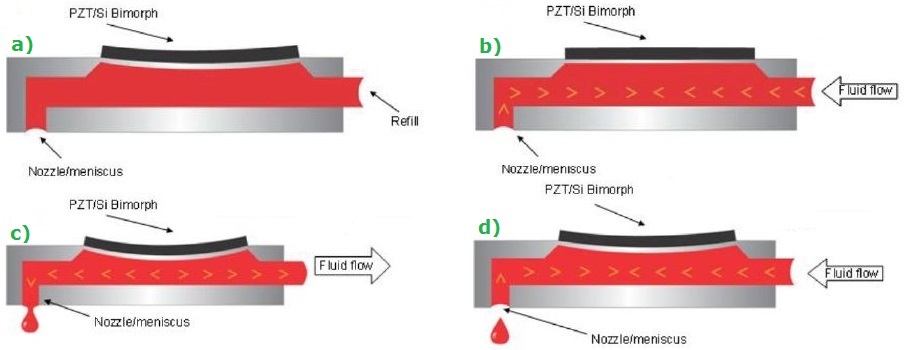 PZT/Si Bimorph
a)
Refill
Nozzle/meniscus
PZT/Si Bimorph
b)
Fluid flow
Nozzle/meniscus
PZT/Si Bimorph
c)
Fluid flow
Nozzle/meniscus
PZT/Si Bimorph
d)
Fluid flow
Nozzle/meniscus